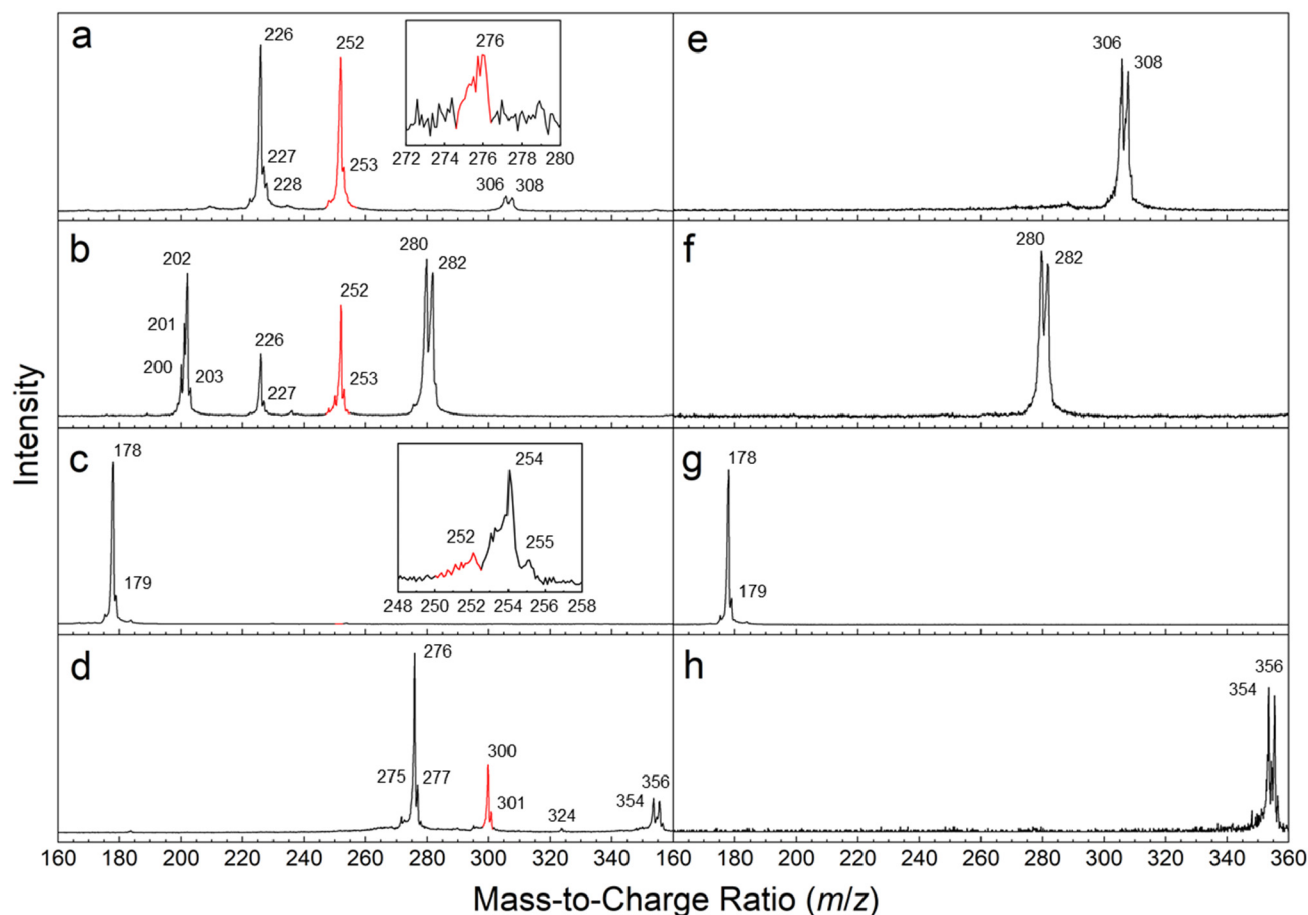 Intensity
a
226
252
227
228
253
306
308
276
272 274 276 278 280
e
306
308
b
202
201
200
203
226
227
252
253
280
282
f
280
282
c
178
179
254
252
255
248 250 252 254 256 258
g
178
179
d
276
275
277
300
301
324
354
356
h
356
354
160 180 200 220 240 260 280 300 320 340 160
180 200 220 240 260 280 300 320 340 360
Mass-to-Charge Ratio (m/z)